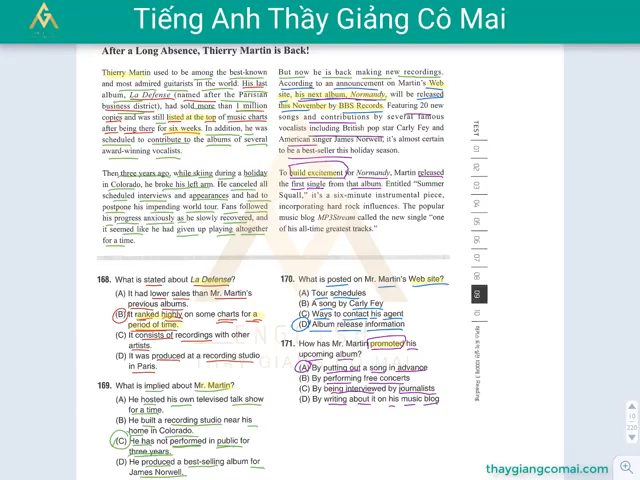 Tiếng Anh Thầy Giảng Cô Mai
After a Long Absence, Thierry Martin is Back!
Thierry Martin used to be among the best-known
and most admired guitarists in the world. His last
album, La Defense (named after the Parisian
business district), had sold more than 1 million
copies and was still listed at the top of music charts
after being there for six weeks. In addition, he was
scheduled to contribute to the albums of several
award-winning vocalists.
Then three years ago, while skiing during a holiday
in Colorado, he broke his left arm. He canceled all
scheduled interviews and appearances and had to
postpone his impending world tour. Fans followed
his progress anxiously as he slowly recovered, and
it seemed like he had given up playing altogether
for a time.
But now he is back making new recordings.
According to an announcement on Martin's Web
site, his next album, Normandy, will be released
this November by BBS Records. Featuring 20 new
songs and contributions by several famous
vocalists including British pop star Carly Fey and
American singer James Norwell, it's almost certain
to be a best-seller this holiday season.
To build excitement for Normandy, Martin released
the first single from that album. Entitled “Summer
Squall,” it's a six-minute instrumental piece,
incorporating hard rock influences. The popular
music blog MP3Stream called the new single “one
of his all-time greatest tracks.”
168. What is stated about La Defense?
(A) It had lower sales than Mr. Martin's
previous albums.
(B) It ranked highly on some charts for a
period of time.
(C) It consists of recordings with other
artists.
(D) It was produced at a recording studio
in Paris.
169. What is implied about Mr. Martin?
(A) He hosted his own televised talk show
for a time.
(B) He built a recording studio near his
home in Colorado.
(C) He has not performed in public for
three years.
(D) He produced a best-selling album for
James Norwell.
170. What is posted on Mr. Martin's Web site?
(A) Tour schedules
(B) A song by Carly Fey
(C) Ways to contact his agent
(D) Album release information
171. How has Mr. Martin promoted his
upcoming album?
(A) By putting out a song in advance
(B) By performing free concerts
(C) By being interviewed by journalists
(D) By writing about it on his music blog
TEST
01
02
03
04
05
06
07
08
09
10
220
thaygiangcomai.com